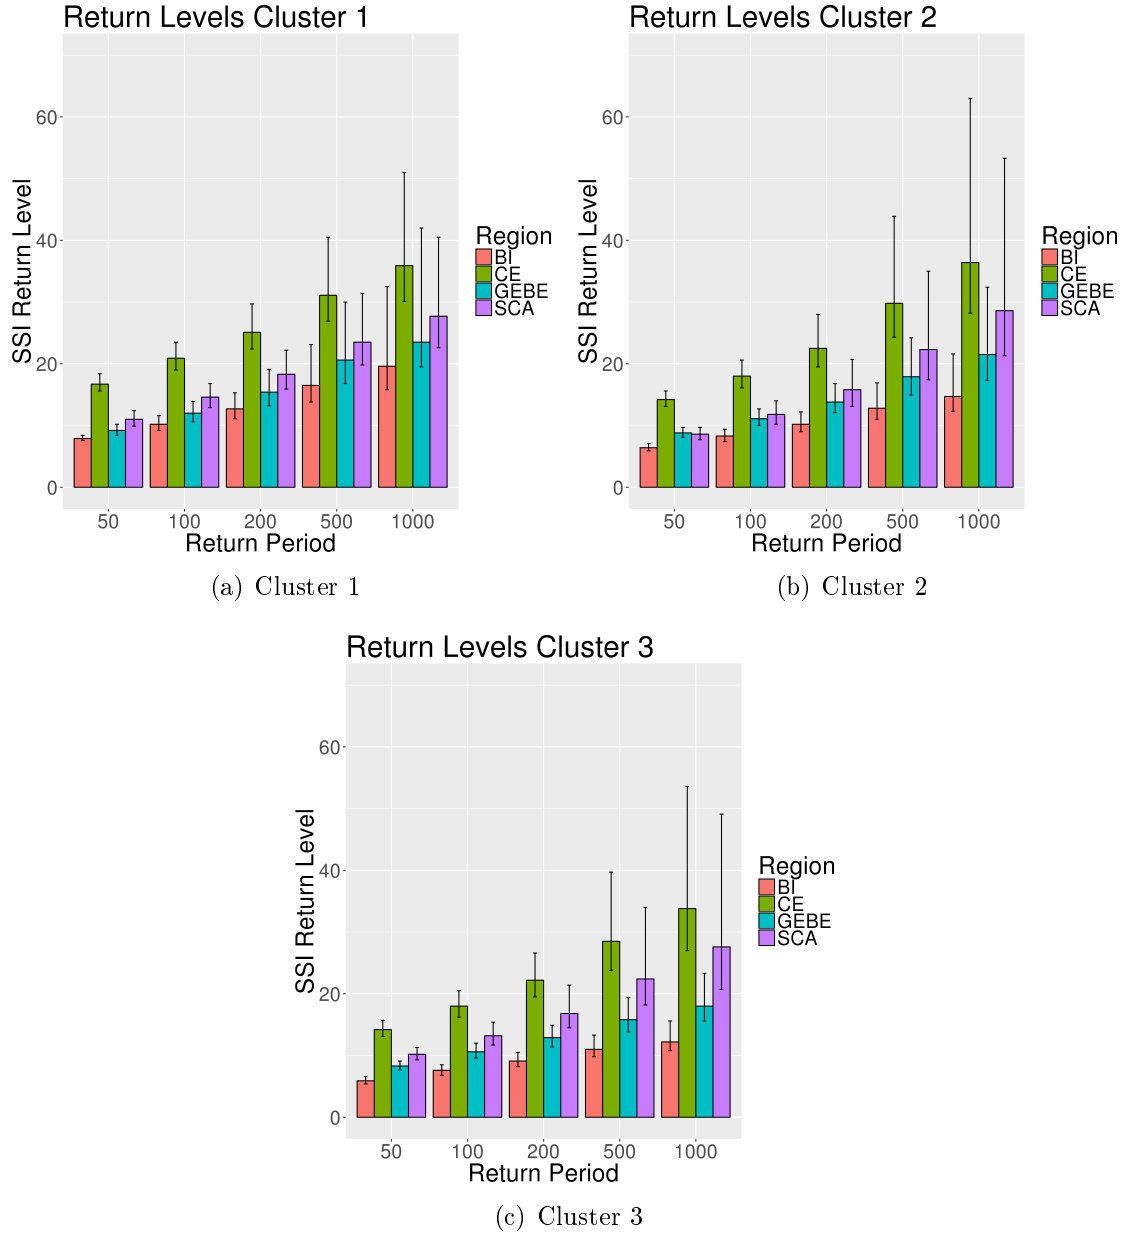 Return Levels Cluster 1
SSI Return Level
60
40
20
0
50 100 200 500 1000
Return Period
Region
BI
CE
GEBE
SCA
(a) Cluster 1
Return Levels Cluster 2
SSI Return Level
60
40
20
0
50 100 200 500 1000
Return Period
Region
BI
CE
GEBE
SCA
(b) Cluster 2
Return Levels Cluster 3
SSI Return Level
60
40
20
0
50 100 200 500 1000
Return Period
Region
BI
CE
GEBE
SCA
(c) Cluster 3